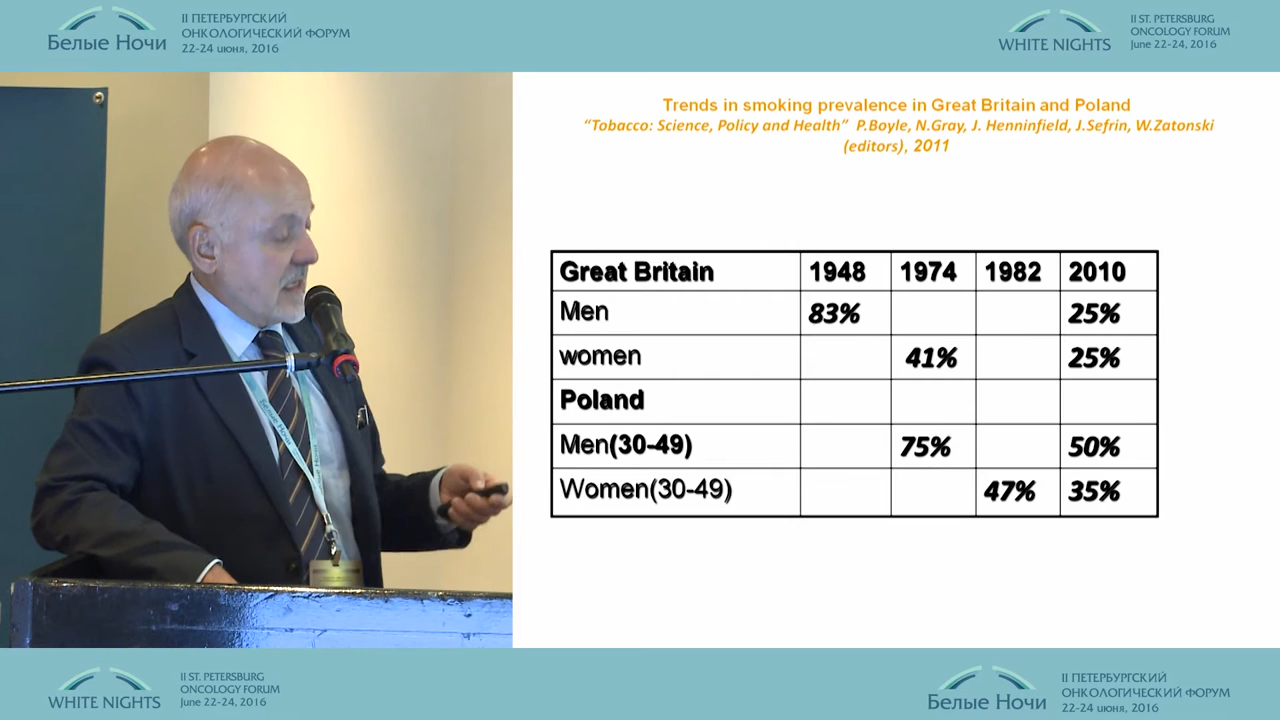 Белые Ночи
II ПЕТЕРБУРГСКИЙ
ОНКОЛОГИЧЕСКИЙ ФОРУМ
22-24 июня, 2016
WHITE NIGHTS
II ST. PETERSBURG
ONCOLOGY FORUM
June 22-24, 2016
Trends in smoking prevalence in Great Britain and Poland
“Tobacco: Science, Policy and Health” P.Boyle, N.Gray, J. Henninfield, J.Sefrin, W.Zatonski
(editors), 2011
Great Britain 1948 1974 1982 2010
Men 83% 25%
women 41% 25%
Poland
Men(30-49) 75% 50%
Women(30-49) 47% 35%
Белые Ночи
WHITE NIGHTS
II ST. PETERSBURG
ONCOLOGY FORUM
June 22-24, 2016
Белые Ночи
II ПЕТЕРБУРГСКИЙ
ОНКОЛОГИЧЕСКИЙ ФОРУМ
22-24 июня, 2016